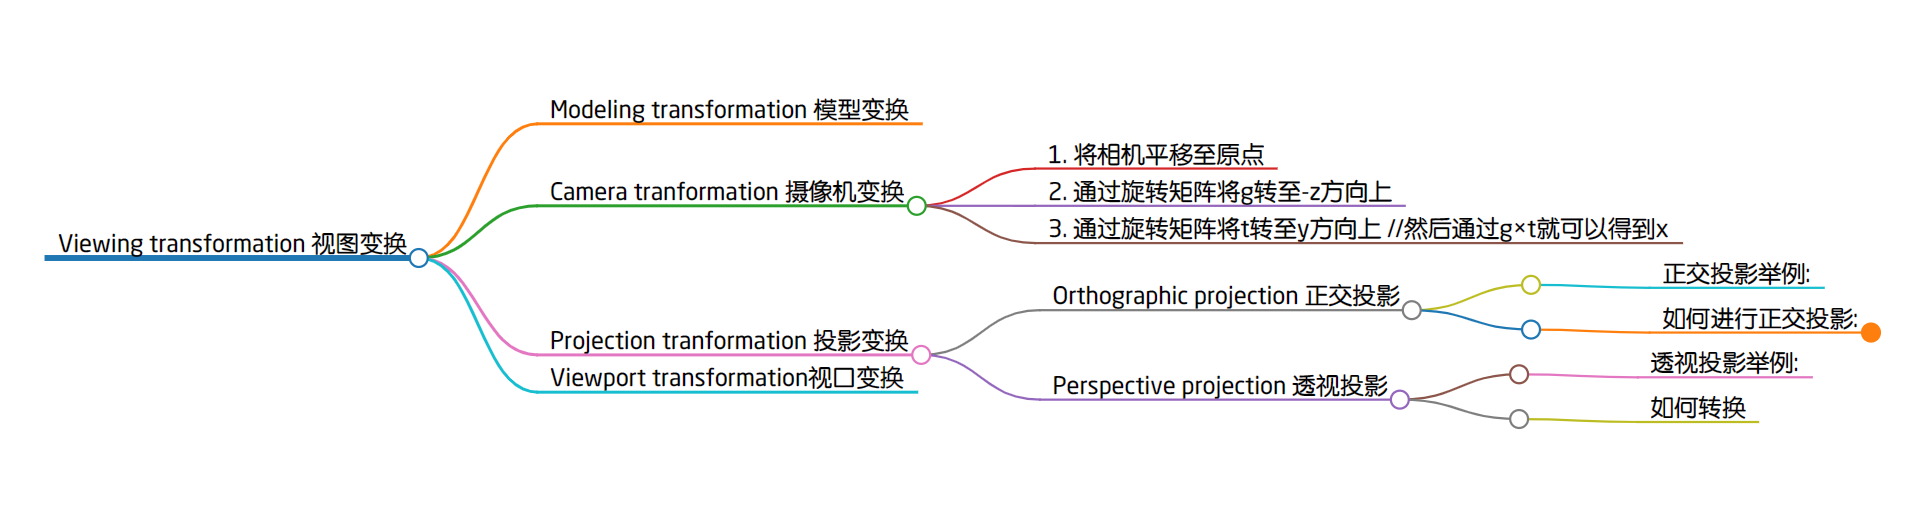 Viewing transformation 视图变换
Modeling transformation 模型变换
Camera tranformation 摄像机变换
1. 将相机平移至原点
2. 通过旋转矩阵将g转至-z方向上
3. 通过旋转矩阵将t转至y方向上 //然后通过g×t就可以得到x
Projection tranformation 投影变换
Orthographic projection 正交投影
正交投影举例:
如何进行正交投影:
Perspective projection 透视投影
透视投影举例:
如何转换
Viewport transformation视口变换